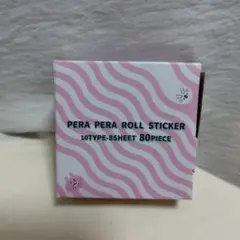 PERA PERA ROLL STICKER
10TYPE-8SHEET 80PIECE